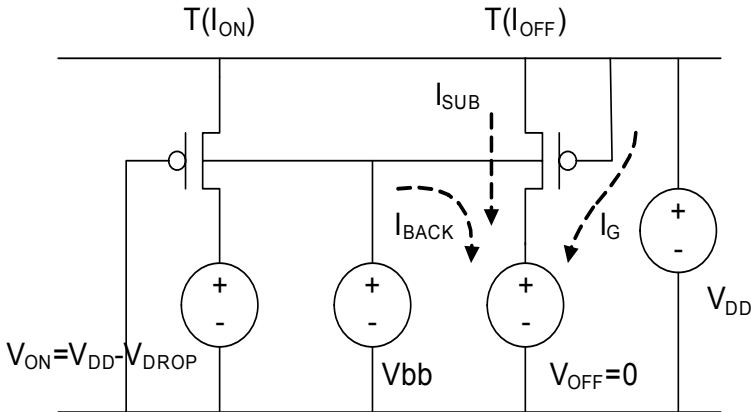 T(I_ON) T(I_OFF)
I_SUB
+
I_BACK I_G
-
+ + +
- - -
V_DD
V_ON=V_DD-V_DROP
Vbb V_OFF=0